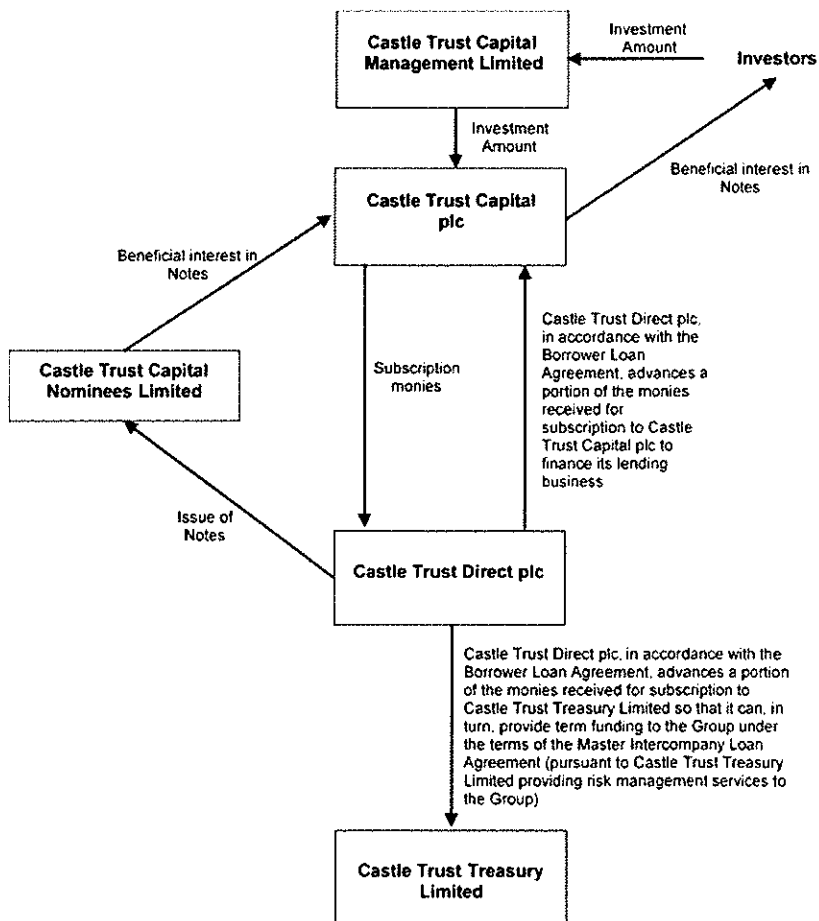 Castle Trust Capital
Management Limited
Investment
Amount
Investors
Investment
Amount
Castle Trust Capital
plc
Beneficial interest in
Notes
Beneficial interest in
Notes
Castle Trust Capital
Nominees Limited
Subscription
monies
Castle Trust Direct plc,
in accordance with the
Borrower Loan
Agreement, advances a
portion of the monies
received for
subscription to Castle
Trust Capital plc to
finance its lending
business
Issue of
Notes
Castle Trust Direct plc
Castle Trust Direct plc, in accordance with the
Borrower Loan Agreement, advances a portion
of the monies received for subscription to
Castle Trust Treasury Limited so that it can, in
turn, provide term funding to the Group under
the terms of the Master Intercompany Loan
Agreement (pursuant to Castle Trust Treasury
Limited providing risk management services to
the Group)
Castle Trust Treasury
Limited